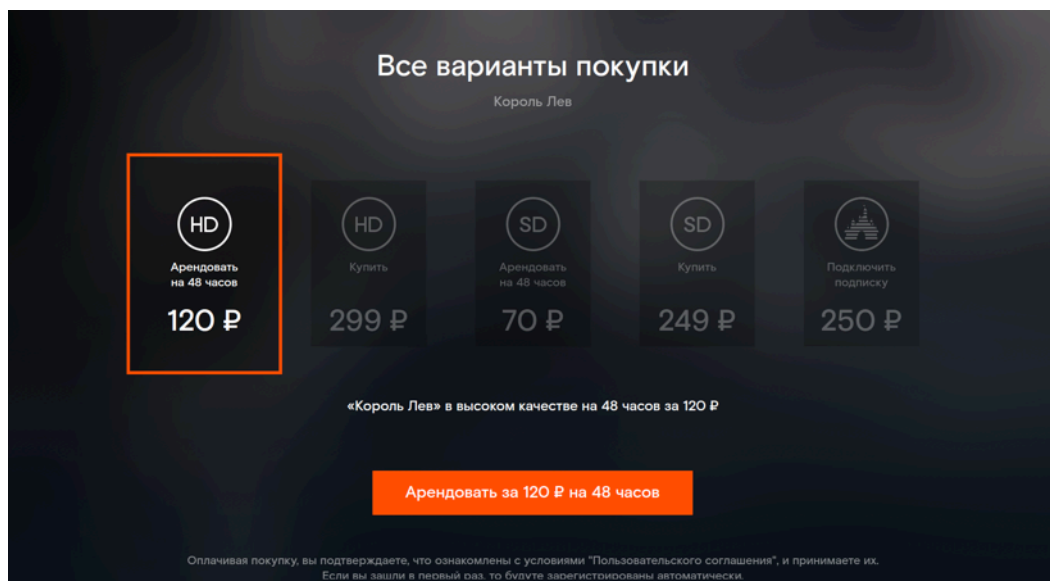 Все варианты покупки
Король Лев
HD
Арендовать
на 48 часов
120 ₽
HD
Купить
299 ₽
SD
Арендовать
на 48 часов
70 ₽
SD
Купить
249 ₽
Подключить
подписку
250 ₽
«Король Лев» в высоком качестве на 48 часов за 120 ₽
Арендовать за 120 ₽ на 48 часов
Оплачивая покупку, вы подтверждаете, что ознакомлены с условиями "Пользовательского соглашения", и принимаете их.
Если вы зашли в первый раз, то будуте зарегистрированы автоматически.